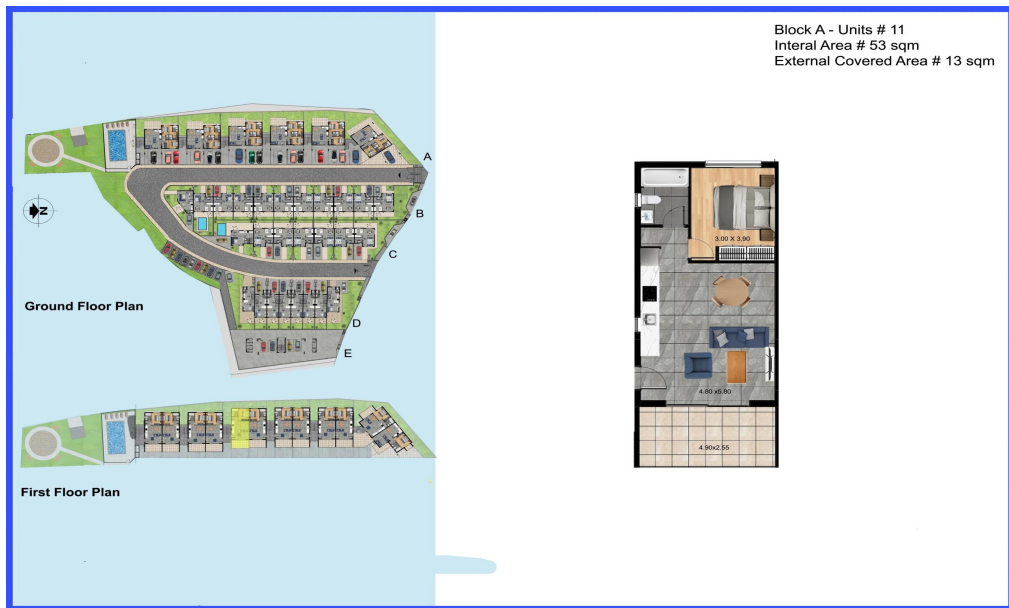 Block A - Units # 11
Interal Area # 53 sqm
External Covered Area # 13 sqm
A
B
C
D
E
N
Ground Floor Plan
First Floor Plan
3.00 X 3.90
4.80 x5.80
4.90x2.55